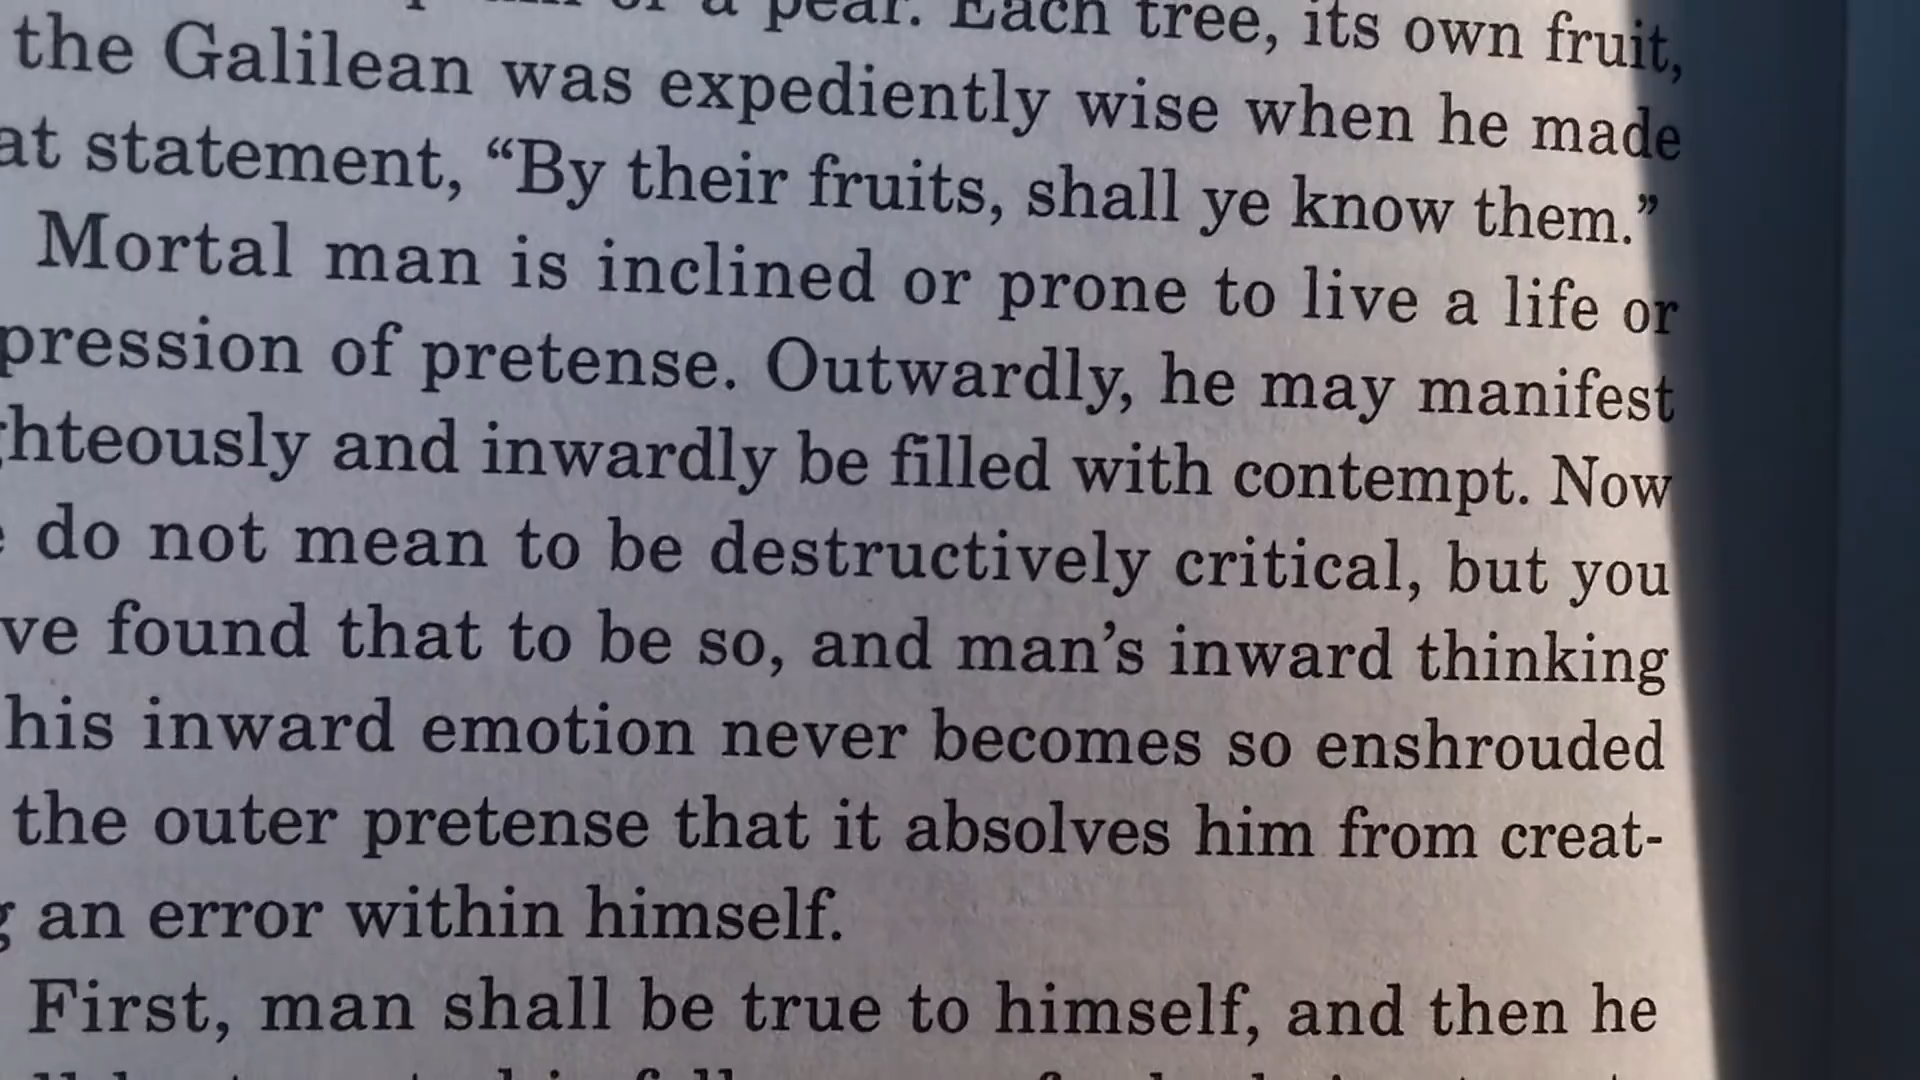 or a pear. Each tree, its own fruit,
the Galilean was expediently wise when he made
at statement, “By their fruits, shall ye know them.”
Mortal man is inclined or prone to live a life or
pression of pretense. Outwardly, he may manifest
hteously and inwardly be filled with contempt. Now
do not mean to be destructively critical, but you
ve found that to be so, and man’s inward thinking
his inward emotion never becomes so enshrouded
the outer pretense that it absolves him from creat-
g an error within himself.
First, man shall be true to himself, and then he